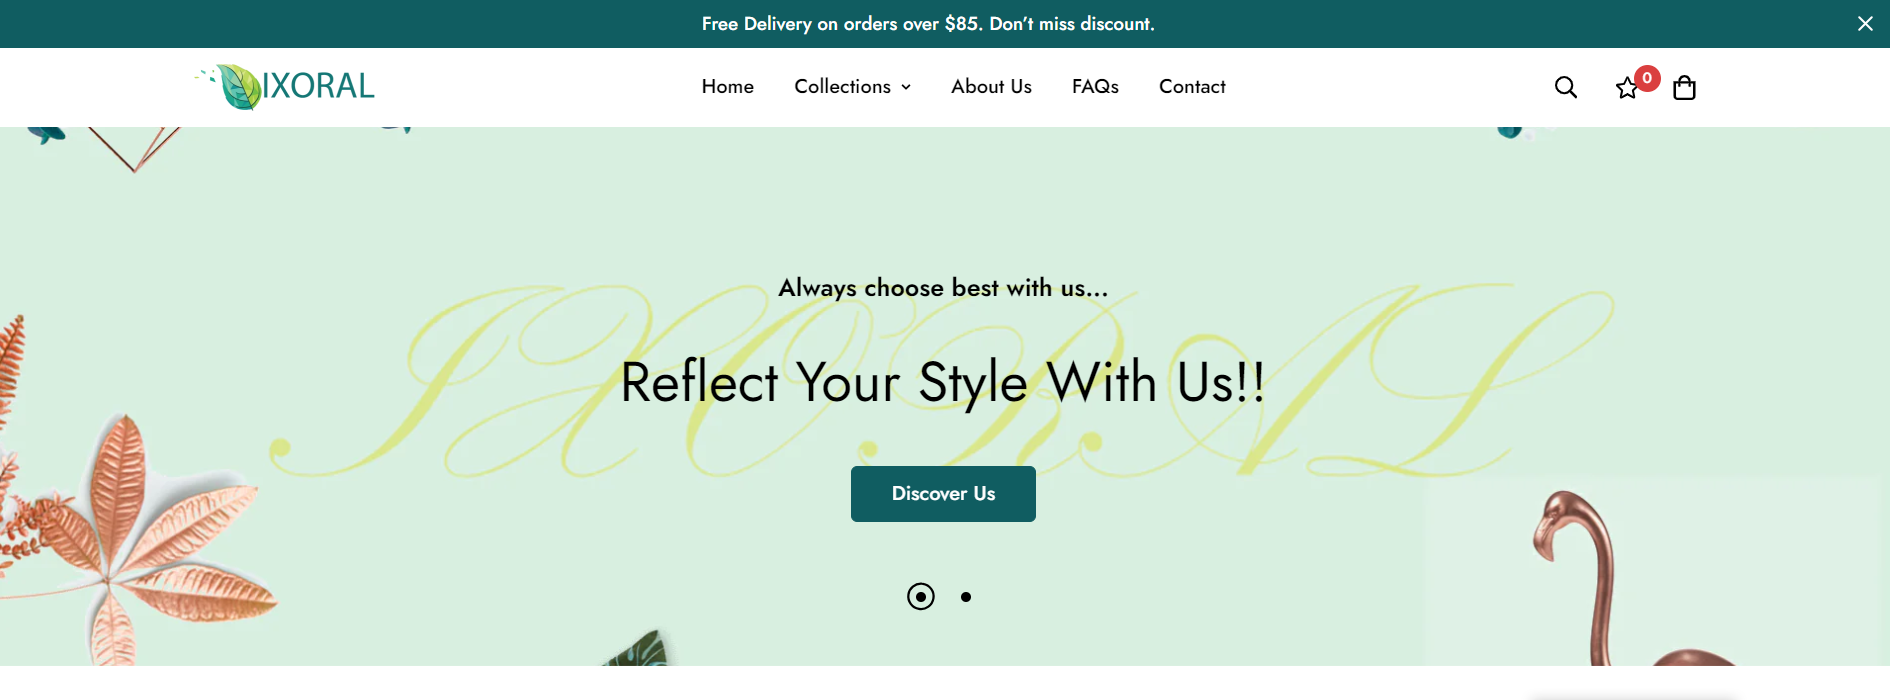 Free Delivery on orders over $85. Don't miss discount.
IXORAL
Home Collections About Us FAQs Contact
0
Always choose best with us...
IXORAL
Reflect Your Style With Us!!
Discover Us